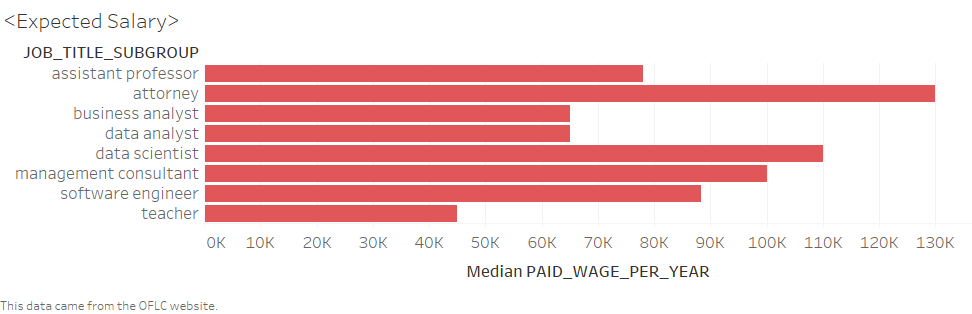 <Expected Salary>
JOB_TITLE_SUBGROUP
assistant professor
attorney
business analyst
data analyst
data scientist
management consultant
software engineer
teacher
0K 10K 20K 30K 40K 50K 60K 70K 80K 90K 100K 110K 120K 130K
Median PAID_WAGE_PER_YEAR
This data came from the OFLC website.